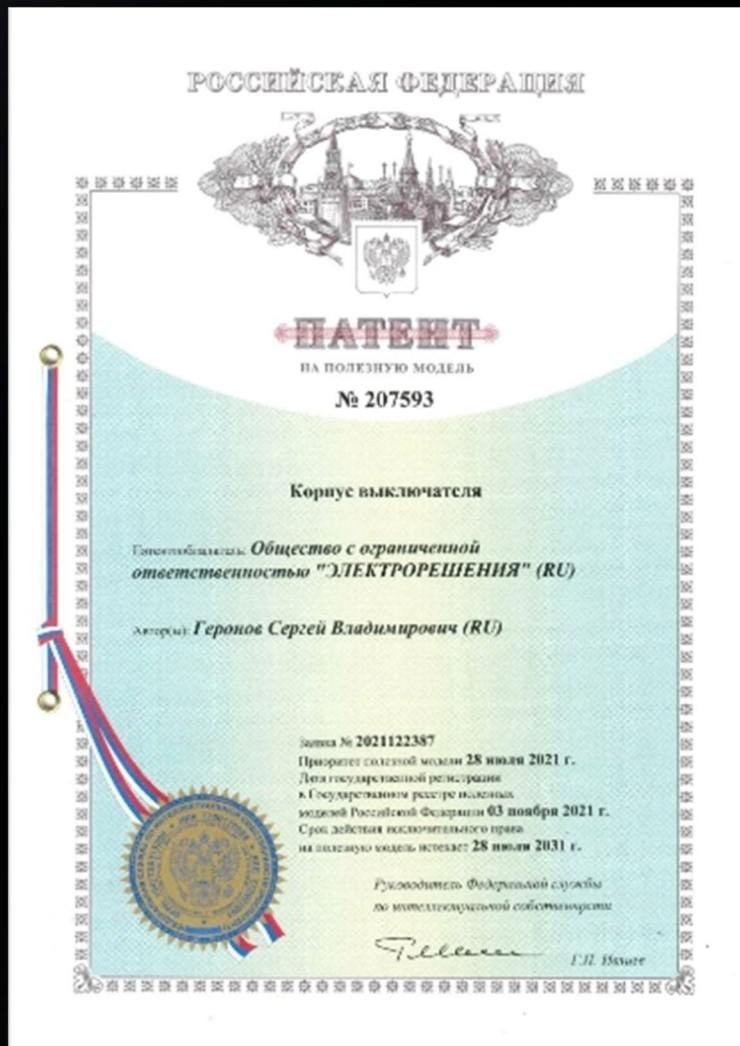 РОССИЙСКАЯ ФЕДЕРАЦИЯ
ПАТЕНТ
НА ПОЛЕЗНУЮ МОДЕЛЬ
№ 207593
Корпус выключателя
Патентообладатель: Общество с ограниченной
ответственностью "ЭЛЕКТРОРЕШЕНИЯ" (RU)
Автор(ы): Геронов Сергей Владимирович (RU)
Заявка № 2021122387
Приоритет полезной модели 28 июля 2021 г.
Дата государственной регистрации
в Государственном реестре полезных
моделей Российской Федерации 03 ноября 2021 г.
Срок действия исключительного права
на полезную модель истекает 28 июля 2031 г.
Руководитель Федеральной службы
по интеллектуальной собственности
Г.П. Ивлиев